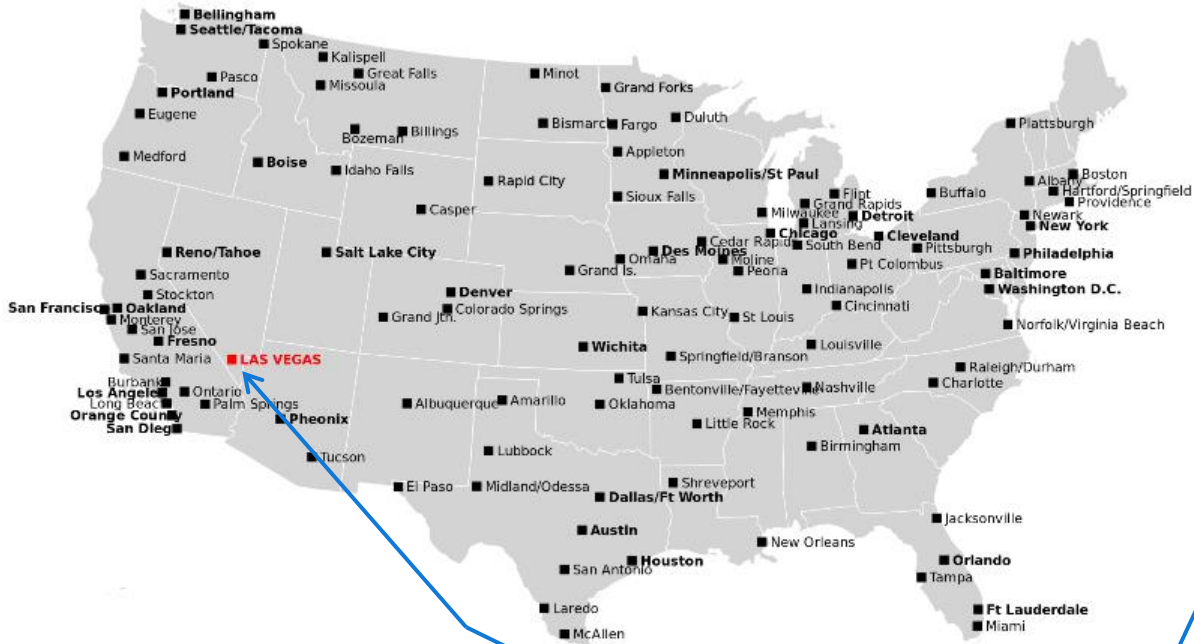 Bellingham
Seattle/Tacoma
Spokane
Kalispell
Great Falls
Minot
Pasco
Missoula
Grand Forks
Portland
Eugene
Bozeman
Billings
Bismarck
Fargo
Duluth
Plattsburgh
Medford
Boise
Idaho Falls
Appleton
Rapid City
Minneapolis/St Paul
Boston
Albany
Hartford/Springfield
Providence
Casper
Sioux Falls
Flint
Grand Rapids
Buffalo
Milwaukee
Lansing
Detroit
Newark
New York
Chicago
Cleveland
Reno/Tahoe
Salt Lake City
Cedar Rapids
Des Moines
South Bend
Pittsburgh
Philadelphia
Omaha
Moline
Pt Colombus
Sacramento
Grand Is.
Peoria
Baltimore
Stockton
Denver
Indianapolis
Washington D.C.
San Francisco
Oakland
Colorado Springs
Cincinnati
Monterey
Grand Jtn.
Kansas City
St Louis
San Jose
Norfolk/Virginia Beach
Fresno
Wichita
Louisville
Santa Maria
LAS VEGAS
Springfield/Branson
Raleigh/Durham
Burbank
Tulsa
Charlotte
Los Angeles
Ontario
Bentonville/Fayetteville
Nashville
Long Beach
Palm Springs
Albuquerque
Amarillo
Oklahoma
Orange County
Pheonix
Memphis
San Dieg
Little Rock
Atlanta
Birmingham
Tucson
Lubbock
El Paso
Midland/Odessa
Shreveport
Dallas/Ft Worth
Jacksonville
Austin
New Orleans
Houston
Orlando
San Antonio
Tampa
Laredo
Ft Lauderdale
McAllen
Miami